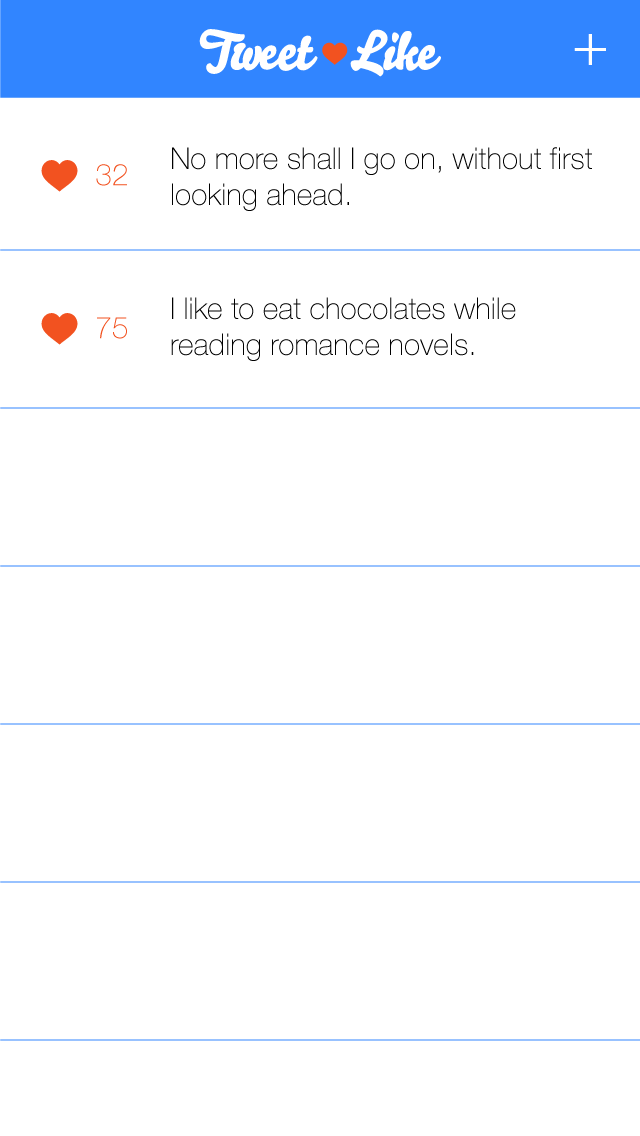 Tweet Like
32
No more shall I go on, without first
looking ahead.
75
I like to eat chocolates while
reading romance novels.